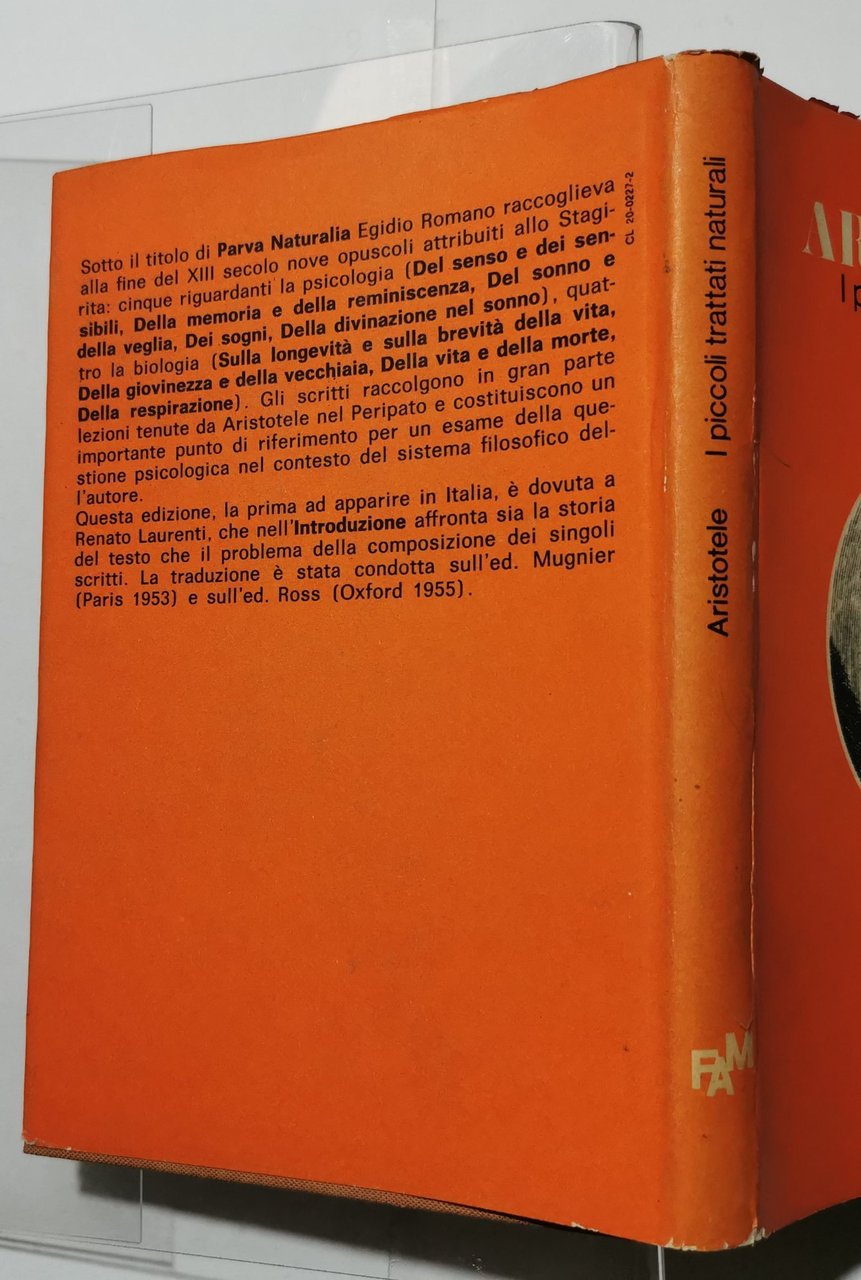 Sotto il titolo di Parva Naturalia Egidio Romano raccoglieva
alla fine del XIII secolo nove opuscoli attribuiti allo Stagi-
rita: cinque riguardanti la psicologia (Del senso e dei sen-
sibili, Della memoria e della reminiscenza, Del sonno e
della veglia, Dei sogni, Della divinazione nel sonno), quat-
tro la biologia (Sulla longevità e sulla brevità della vita,
Della giovinezza e della vecchiaia, Della vita e della morte,
Della respirazione). Gli scritti raccolgono in gran parte
lezioni tenute da Aristotele nel Peripato e costituiscono un
importante punto di riferimento per un esame della que-
stione psicologica nel contesto del sistema filosofico del-
l'autore.
Questa edizione, la prima ad apparire in Italia, è dovuta a
Renato Laurenti, che nell'Introduzione affronta sia la storia
del testo che il problema della composizione dei singoli
scritti. La traduzione è stata condotta sull'ed. Mugnier
(Paris 1953) e sull'ed. Ross (Oxford 1955).
CL 20-0227-2
Aristotele I piccoli trattati naturali
FAM
AR
I p